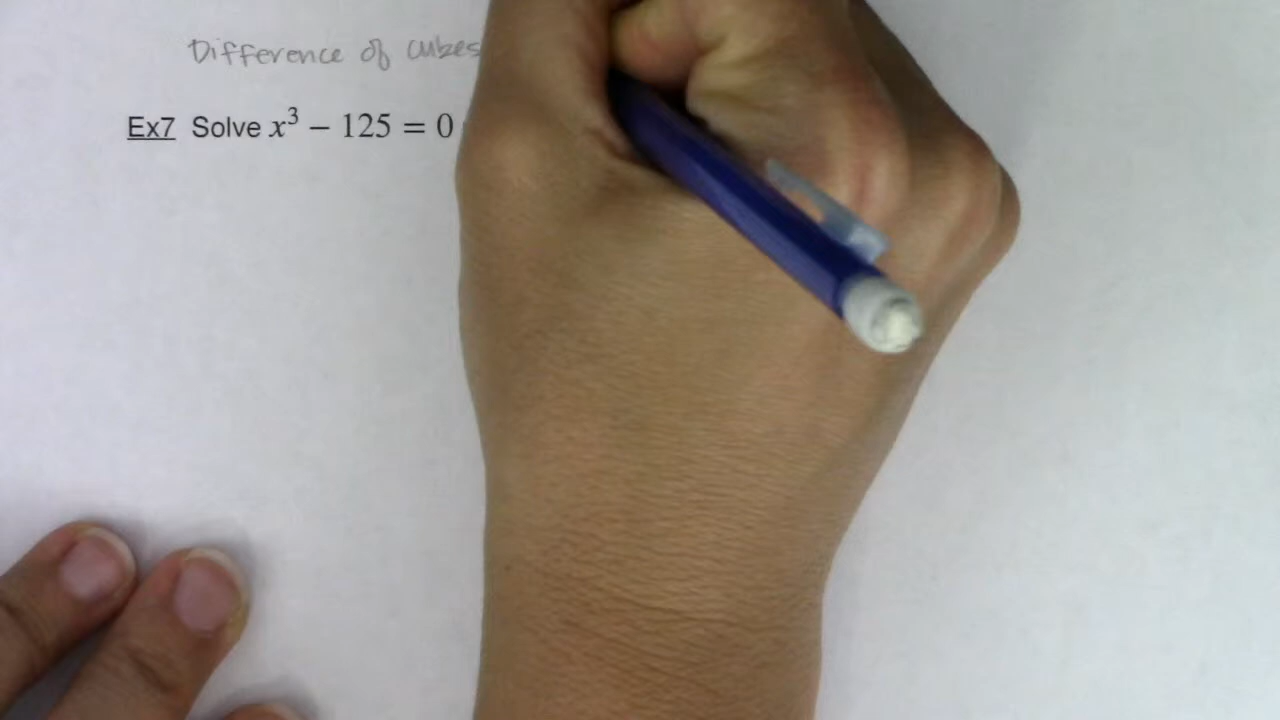 Difference of cubes
Ex7 Solve x³ − 125 = 0